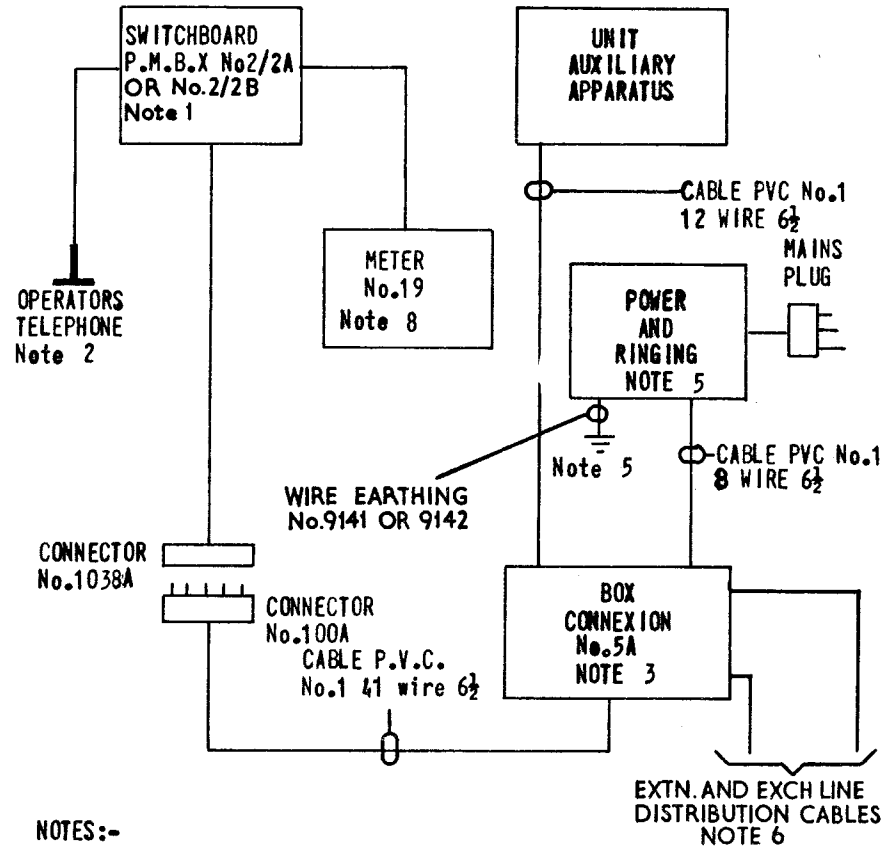 SWITCHBOARD
P.M.B.X No2/2A
OR No.2/2B
Note 1
UNIT
AUXILIARY
APPARATUS
CABLE PVC No.1
12 WIRE 6½
METER
No.19
Note 8
MAINS
PLUG
OPERATORS
TELEPHONE
Note 2
POWER
AND
RINGING
NOTE 5
Note 5
CABLE PVC No.1
8 WIRE 6½
WIRE EARTHING
No.9141 OR 9142
CONNECTOR
No.1038A
CONNECTOR
No.100A
CABLE P.V.C.
No.1 41 wire 6½
BOX
CONNEXION
No.5A
NOTE 3
EXTN. AND EXCH LINE
DISTRIBUTION CABLES
NOTE 6
NOTES:-